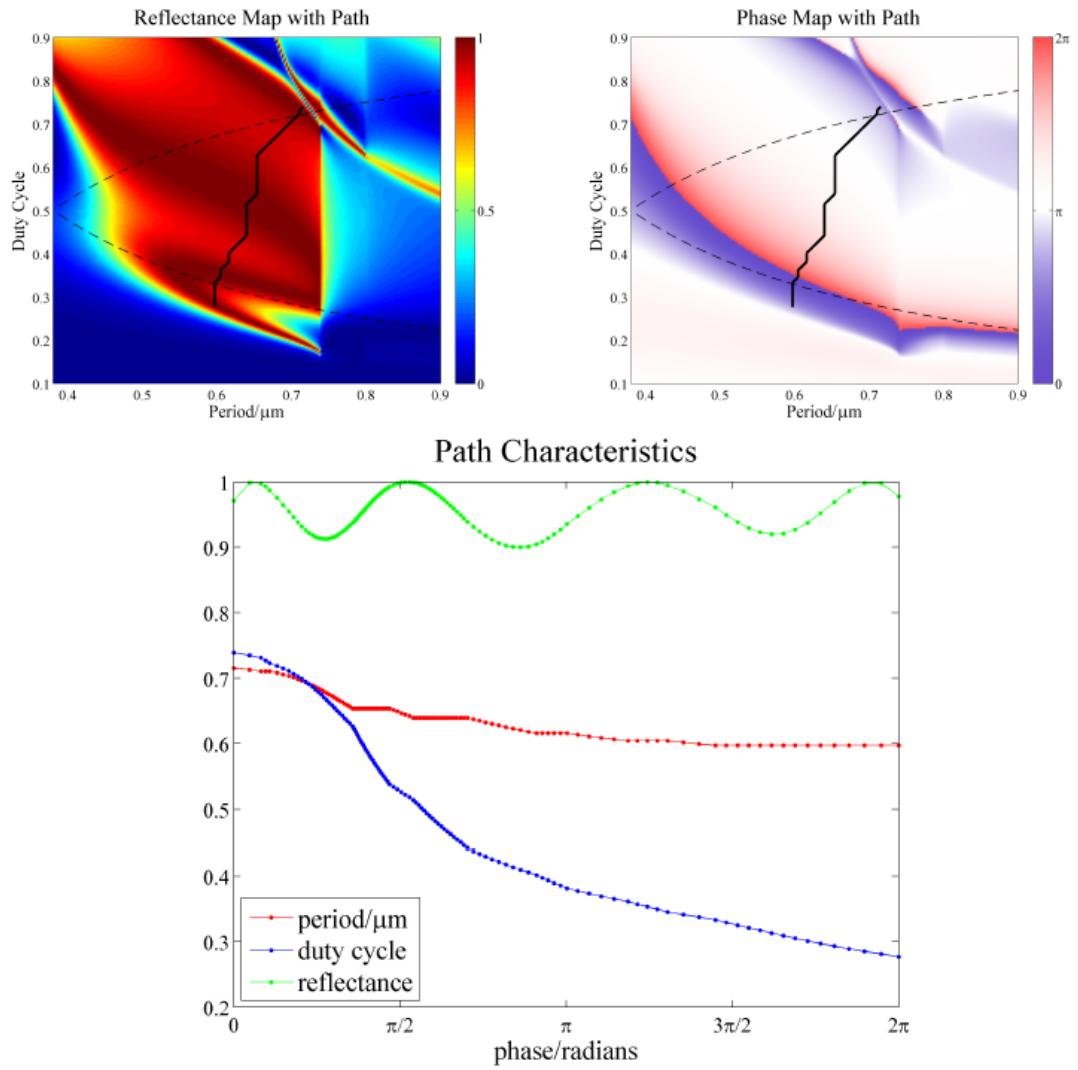 Reflectance Map with Path
Phase Map with Path
0.9
0.8
0.7
0.6
0.5
0.4
0.3
0.2
0.1
Duty Cycle
0.4 0.5 0.6 0.7 0.8 0.9
Period/μm
1
0.5
0
0.9
0.8
0.7
0.6
0.5
0.4
0.3
0.2
0.1
Duty Cycle
0.4 0.5 0.6 0.7 0.8 0.9
Period/μm
2π
π
0
Path Characteristics
1
0.9
0.8
0.7
0.6
0.5
0.4
0.3
0.2
period/μm
duty cycle
reflectance
0 π/2 π 3π/2 2π
phase/radians